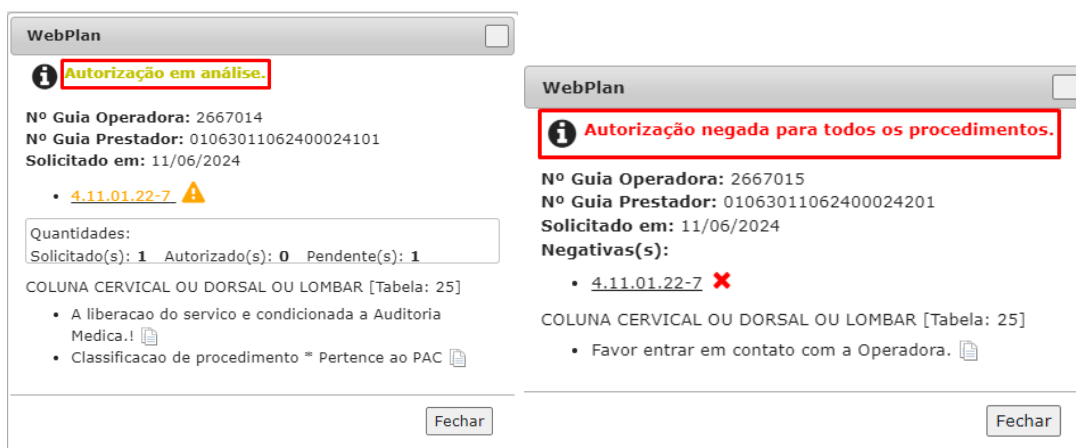 WebPlan
Autorização em análise.
Nº Guia Operadora: 2667014
Nº Guia Prestador: 01063011062400024101
Solicitado em: 11/06/2024
4.11.01.22-7
Quantidades:
Solicitado(s): 1 Autorizado(s): 0 Pendente(s): 1
COLUNA CERVICAL OU DORSAL OU LOMBAR [Tabela: 25]
A liberacao do servico e condicionada a Auditoria
Medica.!
Classificacao de procedimento * Pertence ao PAC
Fechar
WebPlan
Autorização negada para todos os procedimentos.
Nº Guia Operadora: 2667015
Nº Guia Prestador: 01063011062400024201
Solicitado em: 11/06/2024
Negativas(s):
4.11.01.22-7
COLUNA CERVICAL OU DORSAL OU LOMBAR [Tabela: 25]
Favor entrar em contato com a Operadora.
Fechar